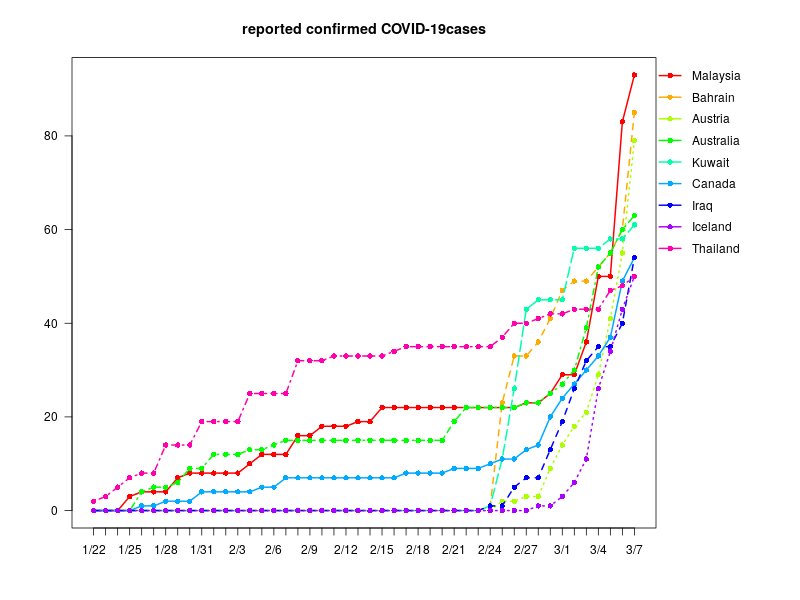 reported confirmed COVID-19cases
Malaysia
Bahrain
Austria
Australia
Kuwait
Canada
Iraq
Iceland
Thailand
80
60
40
20
0
1/22 1/25 1/28 1/31 2/3 2/6 2/9 2/12 2/15 2/18 2/21 2/24 2/27 3/1 3/4 3/7